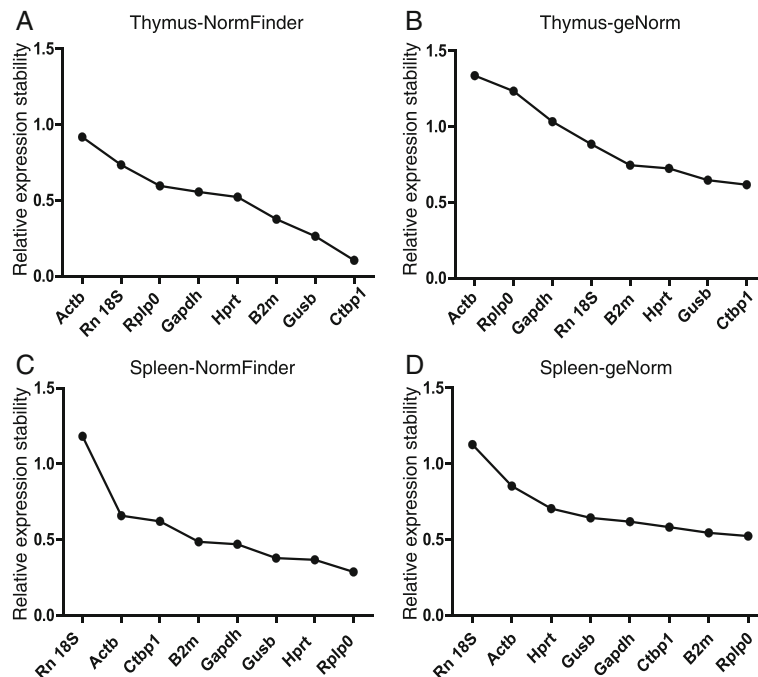 A
Thymus-NormFinder
Relative expression stability
1.5
1.0
0.5
0.0
Actb
Rn 18S
Rplp0
Gapdh
Hprt
B2m
Gusb
Ctbp1
B
Thymus-geNorm
Relative expression stability
1.5
1.0
0.5
0.0
Actb
Rplp0
Gapdh
Rn 18S
B2m
Hprt
Gusb
Ctbp1
C
Spleen-NormFinder
Relative expression stability
1.5
1.0
0.5
0.0
Rn 18S
Actb
Ctbp1
B2m
Gapdh
Gusb
Hprt
Rplp0
D
Spleen-geNorm
Relative expression stability
1.5
1.0
0.5
0.0
Rn 18S
Actb
Hprt
Gusb
Gapdh
Ctbp1
B2m
Rplp0